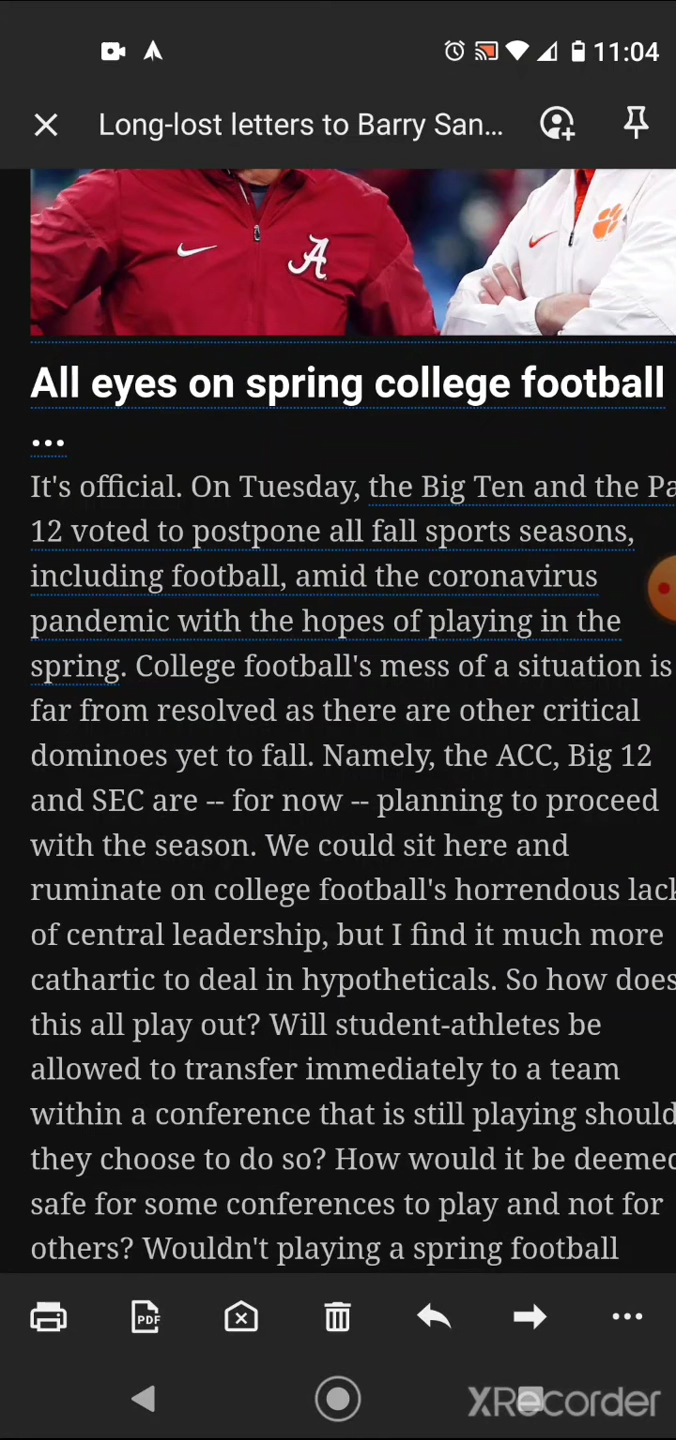 11:04
Long-lost letters to Barry San...
A
All eyes on spring college football
...
It's official. On Tuesday, the Big Ten and the Pa
12 voted to postpone all fall sports seasons,
including football, amid the coronavirus
pandemic with the hopes of playing in the
spring. College football's mess of a situation is
far from resolved as there are other critical
dominoes yet to fall. Namely, the ACC, Big 12
and SEC are -- for now -- planning to proceed
with the season. We could sit here and
ruminate on college football's horrendous lack
of central leadership, but I find it much more
cathartic to deal in hypotheticals. So how does
this all play out? Will student-athletes be
allowed to transfer immediately to a team
within a conference that is still playing should
they choose to do so? How would it be deemed
safe for some conferences to play and not for
others? Wouldn't playing a spring football
PDF
XRecorder